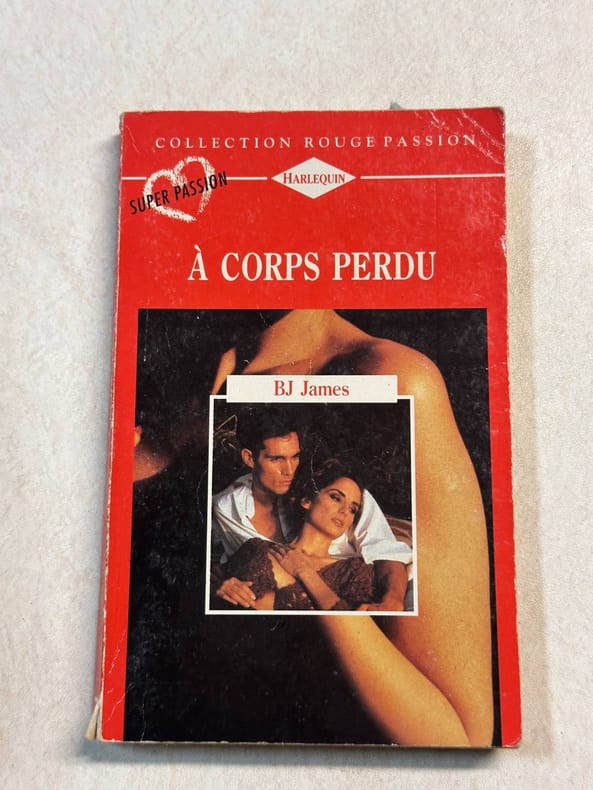 COLLECTION ROUGE PASSION
HARLEQUIN
SUPER PASSION
À CORPS PERDU
BJ James